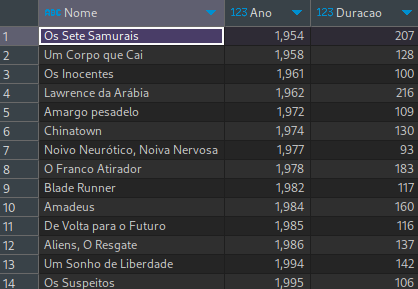 ABC Nome 123 Ano 123 Duracao
1 Os Sete Samurais 1,954 207
2 Um Corpo que Cai 1,958 128
3 Os Inocentes 1,961 100
4 Lawrence da Arábia 1,962 216
5 Amargo pesadelo 1,972 109
6 Chinatown 1,974 130
7 Noivo Neurótico, Noiva Nervosa 1,977 93
8 O Franco Atirador 1,978 183
9 Blade Runner 1,982 117
10 Amadeus 1,984 160
11 De Volta para o Futuro 1,985 116
12 Aliens, O Resgate 1,986 137
13 Um Sonho de Liberdade 1,994 142
14 Os Suspeitos 1,995 106